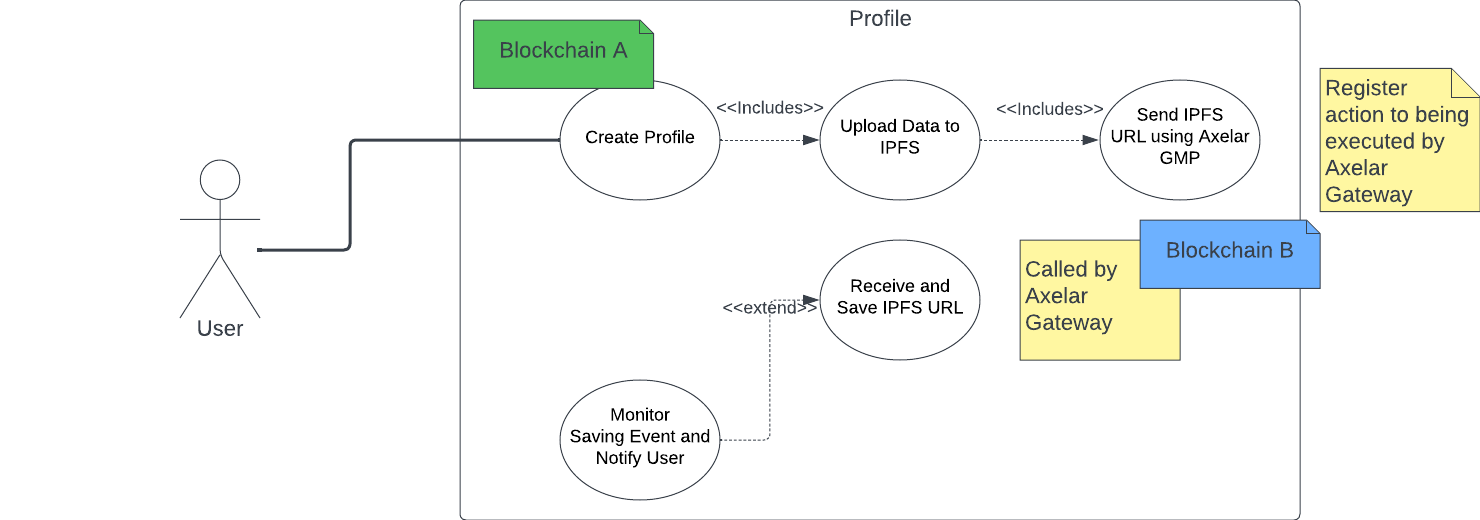 Profile
Blockchain A
Create Profile
<<Includes>>
Upload Data to
IPFS
<<Includes>>
Send IPFS
URL using Axelar
GMP
Register
action to being
executed by
Axelar
Gateway
User
<<extend>>
Receive and
Save IPFS URL
Called by
Axelar
Gateway
Blockchain B
Monitor
Saving Event and
Notify User